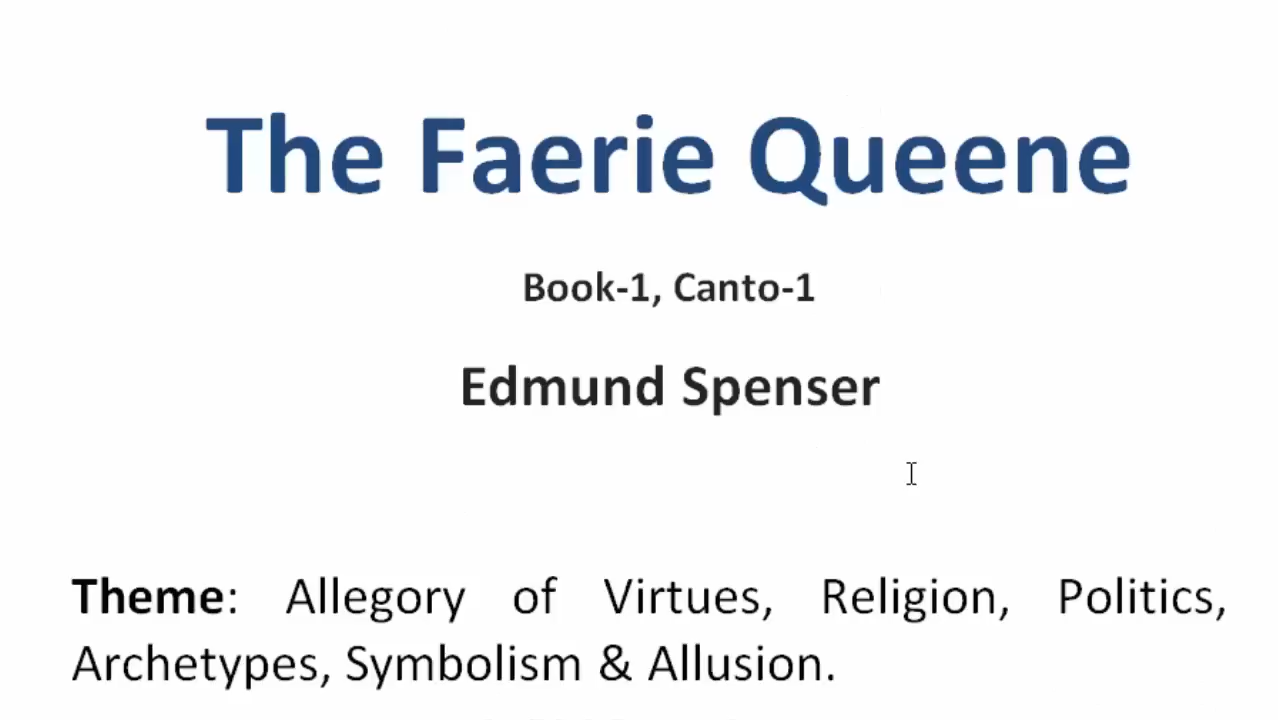 The Faerie Queene
Book-1, Canto-1
Edmund Spenser
Theme: Allegory of Virtues, Religion, Politics,
Archetypes, Symbolism & Allusion.